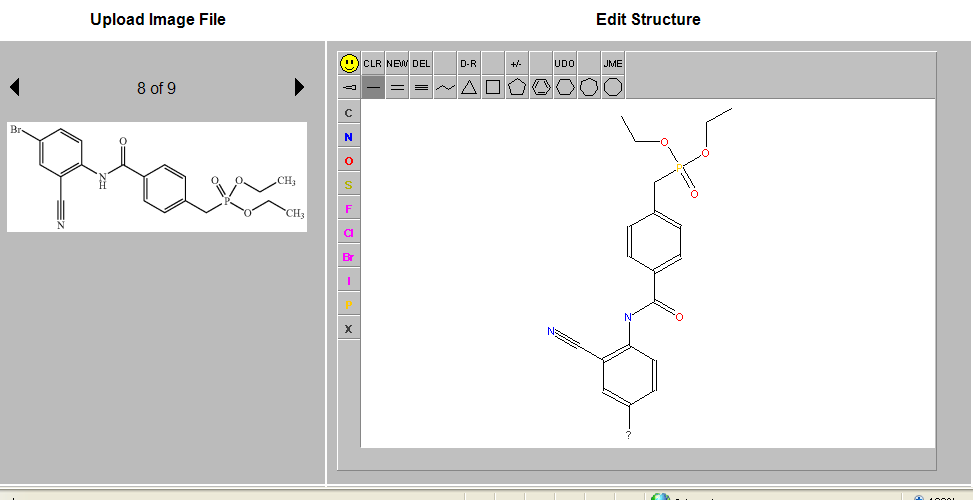 Upload Image File
Edit Structure
8 of 9
Br
O
N
H
N
O
O
P
O
CH3
CH3
CLR NEW DEL D-R +/- UDO JME
C
N
O
S
F
Cl
Br
I
P
X
O
O
P
O
N
O
N
?